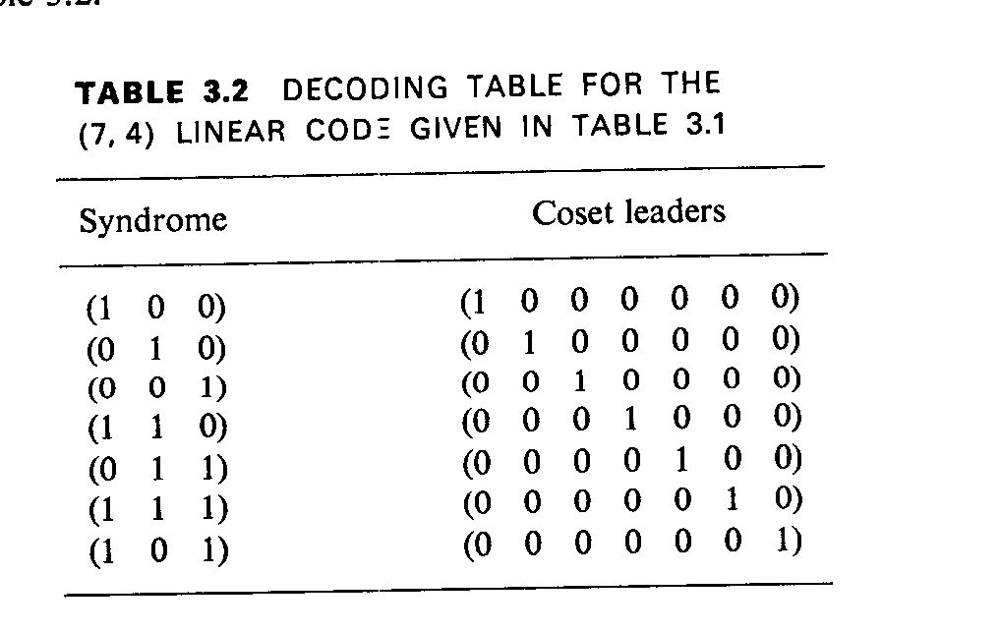 TABLE 3.2 DECODING TABLE FOR THE
(7, 4) LINEAR CODE GIVEN IN TABLE 3.1
Syndrome Coset leaders
(1 0 0) (1 0 0 0 0 0 0)
(0 1 0) (0 1 0 0 0 0 0)
(0 0 1) (0 0 1 0 0 0 0)
(1 1 0) (0 0 0 1 0 0 0)
(0 1 1) (0 0 0 0 1 0 0)
(1 1 1) (0 0 0 0 0 1 0)
(1 0 1) (0 0 0 0 0 0 1)